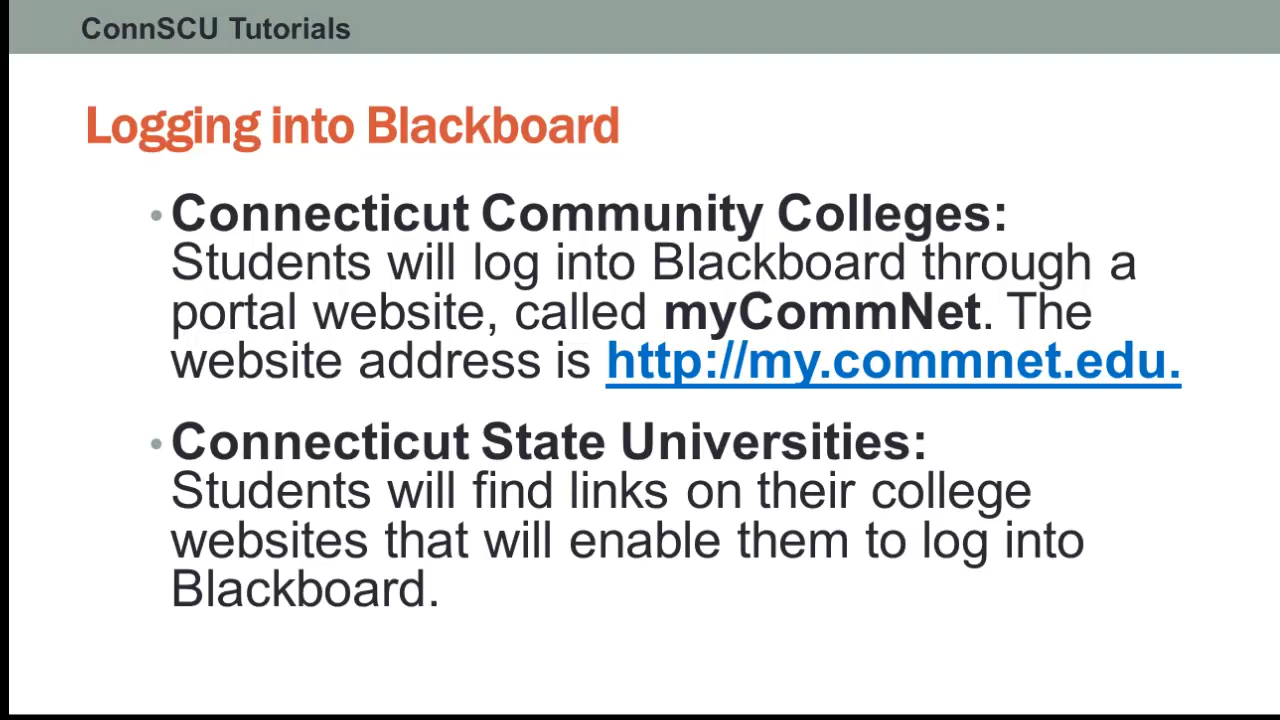 ConnSCU Tutorials
Logging into Blackboard
• Connecticut Community Colleges:
Students will log into Blackboard through a
portal website, called myCommNet. The
website address is http://my.commnet.edu.
• Connecticut State Universities:
Students will find links on their college
websites that will enable them to log into
Blackboard.